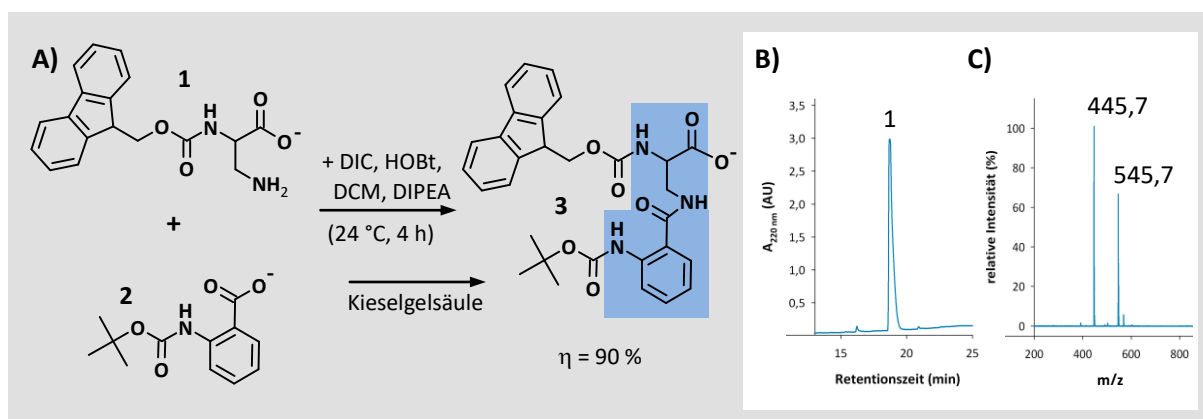 A)
1
O
H
N
O
O
O⁻
NH₂
+
2
O
O⁻
H
N
O
O
+ DIC, HOBt,
DCM, DIPEA
(24 °C, 4 h)
Kieselgelsäule
3
O
H
N
O
O
O⁻
O
NH
H
N
O
O
η = 90 %
B)
1
3,5
3,0
2,5
2,0
1,5
1,0
0,5
A220 nm (AU)
15
20
25
Retentionszeit (min)
C)
445,7
545,7
100
80
60
40
20
0
relative Intensität (%)
200
400
600
800
m/z